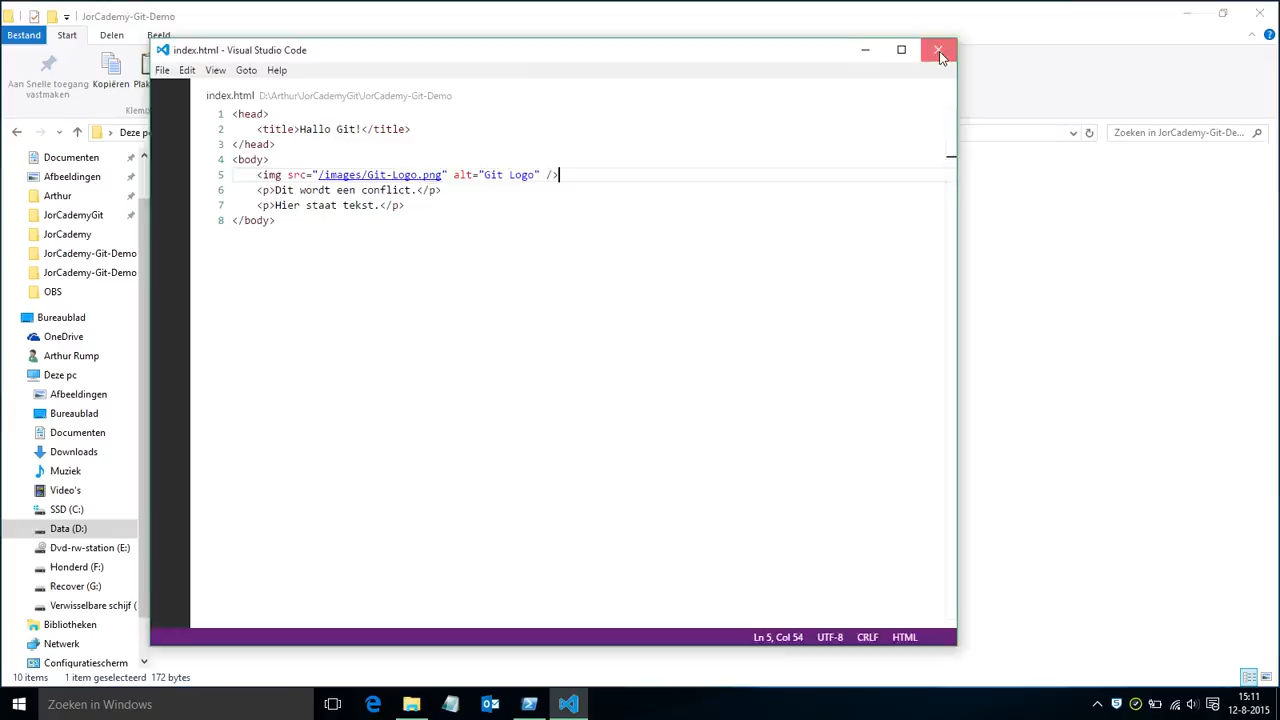 JorCademy-Git-Demo
Bestand Start Delen Beeld
Aan Snelle toegang vastmaken
Kopiëren
index.html - Visual Studio Code
File Edit View Goto Help
index.html D:\Arthur\JorCademyGit\JorCademy-Git-Demo
1 <head>
2 <title>Hallo Git!</title>
3 </head>
4 <body>
5 <img src="/images/Git-Logo.png" alt="Git Logo" />
6 <p>Dit wordt een conflict.</p>
7 <p>Hier staat tekst.</p>
8 </body>
Ln 5, Col 54 UTF-8 CRLF HTML
Zoeken in JorCademy-Git-De...
Documenten
Afbeeldingen
Arthur
JorCademyGit
JorCademy
JorCademy-Git-Demo
JorCademy-Git-Demo
OBS
Bureaublad
OneDrive
Arthur Rump
Deze pc
Afbeeldingen
Bureaublad
Documenten
Downloads
Muziek
Video's
SSD (C:)
Data (D:)
Dvd-rw-station (E:)
Honderd (F:)
Recover (G:)
Verwisselbare schijf (
Bibliotheken
Netwerk
Configuratiescherm
10 items 1 item geselecteerd 172 bytes
Zoeken in Windows
15:11
12-8-2015